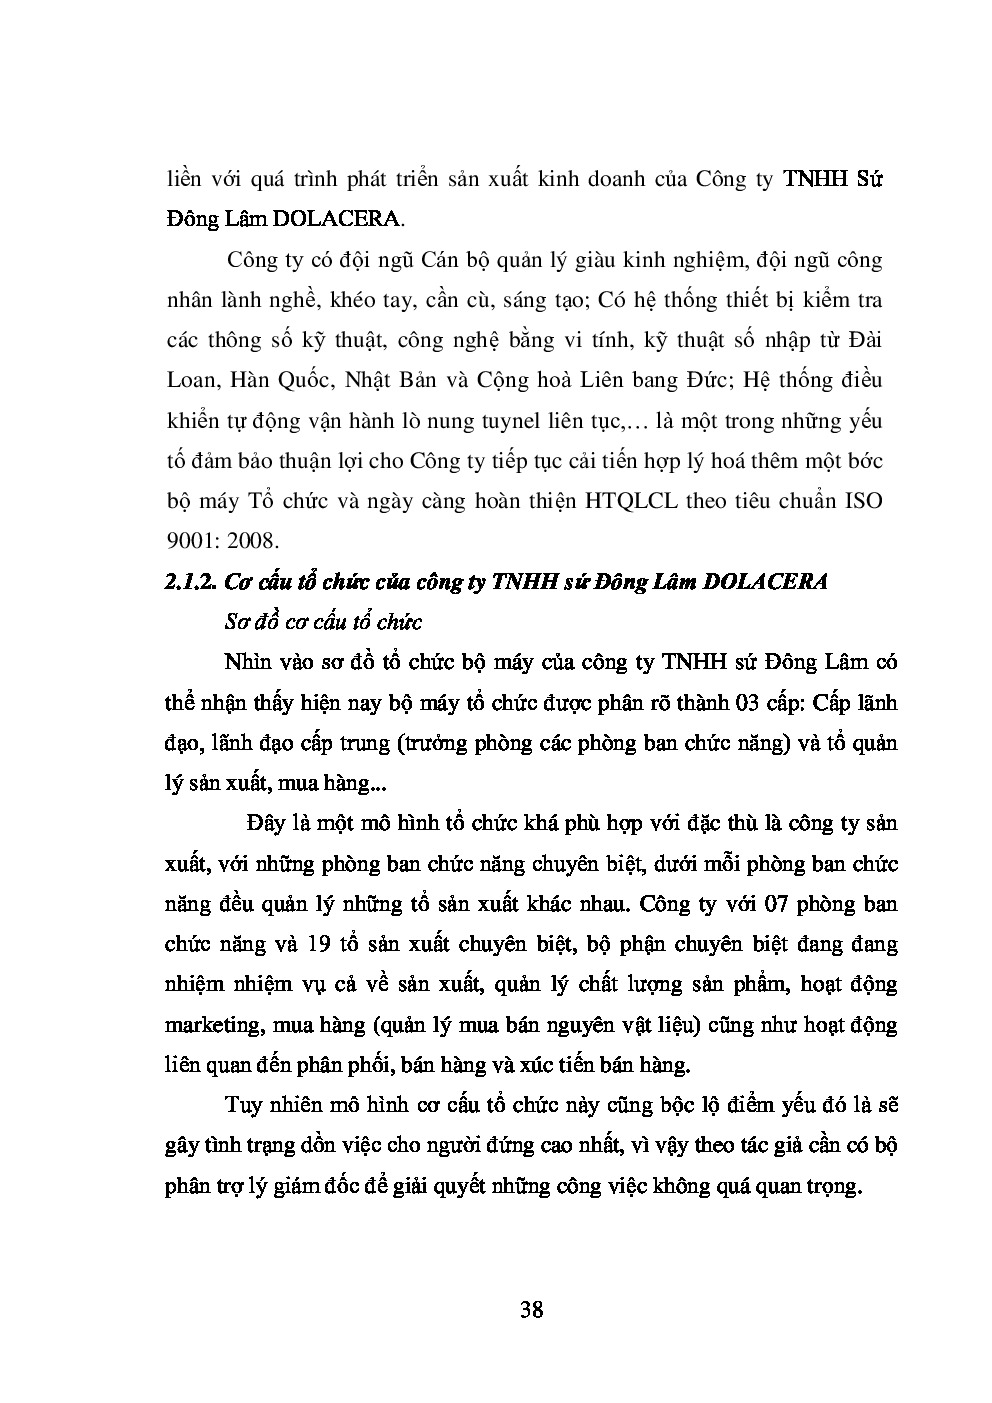 liền với quá trình phát triển sản xuất kinh doanh của Công ty TNHH Sứ
Đông Lâm DOLACERA.
Công ty có đội ngũ Cán bộ quản lý giàu kinh nghiệm, đội ngũ công
nhân lành nghề, khéo tay, cần cù, sáng tạo; Có hệ thống thiết bị kiểm tra
các thông số kỹ thuật, công nghệ bằng vi tính, kỹ thuật số nhập từ Đài
Loan, Hàn Quốc, Nhật Bản và Cộng hoà Liên bang Đức; Hệ thống điều
khiển tự động vận hành lò nung tuynel liên tục,… là một trong những yếu
tố đảm bảo thuận lợi cho Công ty tiếp tục cải tiến hợp lý hoá thêm một bớc
bộ máy Tổ chức và ngày càng hoàn thiện HTQLCL theo tiêu chuẩn ISO
9001: 2008.
2.1.2. Cơ cấu tổ chức của công ty TNHH sứ Đông Lâm DOLACERA
Sơ đồ cơ cấu tổ chức
Nhìn vào sơ đồ tổ chức bộ máy của công ty TNHH sứ Đông Lâm có
thể nhận thấy hiện nay bộ máy tổ chức được phân rõ thành 03 cấp: Cấp lãnh
đạo, lãnh đạo cấp trung (trưởng phòng các phòng ban chức năng) và tổ quản
lý sản xuất, mua hàng...
Đây là một mô hình tổ chức khá phù hợp với đặc thù là công ty sản
xuất, với những phòng ban chức năng chuyên biệt, dưới mỗi phòng ban chức
năng đều quản lý những tổ sản xuất khác nhau. Công ty với 07 phòng ban
chức năng và 19 tổ sản xuất chuyên biệt, bộ phận chuyên biệt đang đang
nhiệm nhiệm vụ cả về sản xuất, quản lý chất lượng sản phẩm, hoạt động
marketing, mua hàng (quản lý mua bán nguyên vật liệu) cũng như hoạt động
liên quan đến phân phối, bán hàng và xúc tiến bán hàng.
Tuy nhiên mô hình cơ cấu tổ chức này cũng bộc lộ điểm yếu đó là sẽ
gây tình trạng dồn việc cho người đứng cao nhất, vì vậy theo tác giả cần có bộ
phân trợ lý giám đốc để giải quyết những công việc không quá quan trọng.
38